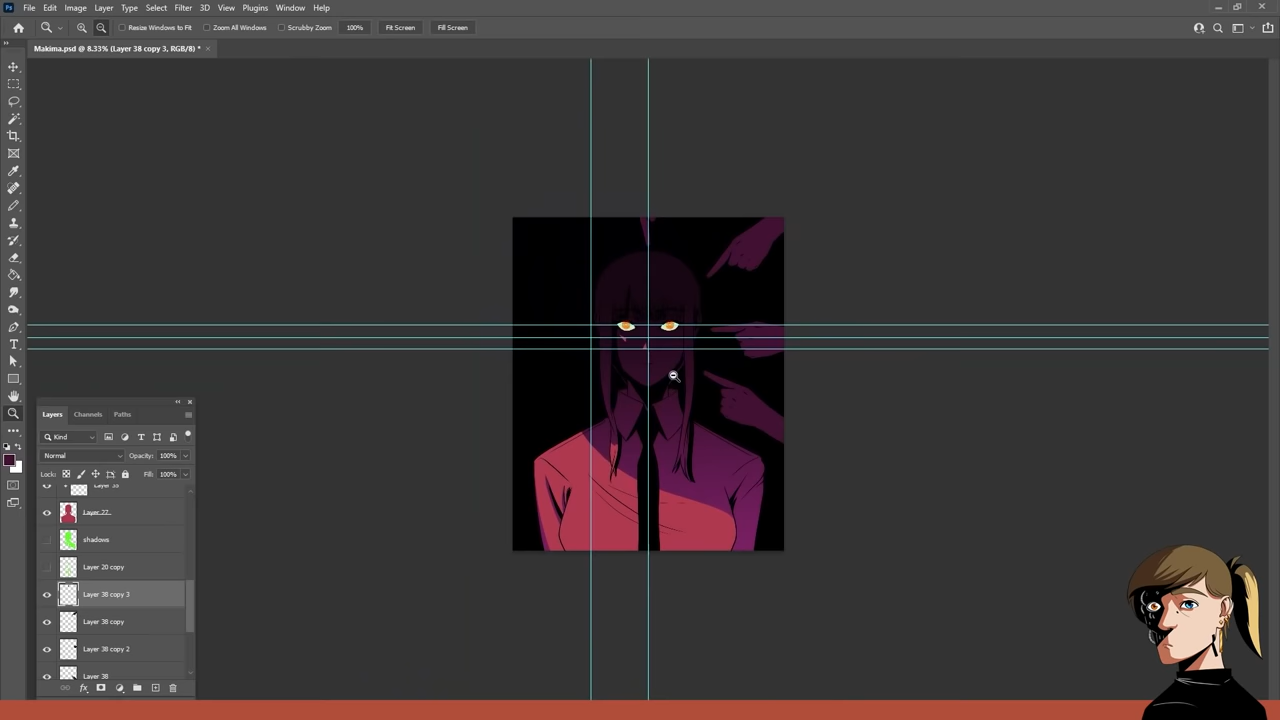 File Edit Image Layer Type Select Filter 3D View Plugins Window Help
Resize Windows to Fit Zoom All Windows Scrubby Zoom 100% Fit Screen Fill Screen
Makima.psd @ 8.33% (Layer 38 copy 3, RGB/8) *
Layers Channels Paths
Kind
Normal Opacity: 100%
Lock: Fill: 100%
Layer 35
Layer 22
shadows
Layer 20 copy
Layer 38 copy 3
Layer 38 copy
Layer 38 copy 2
Layer 38